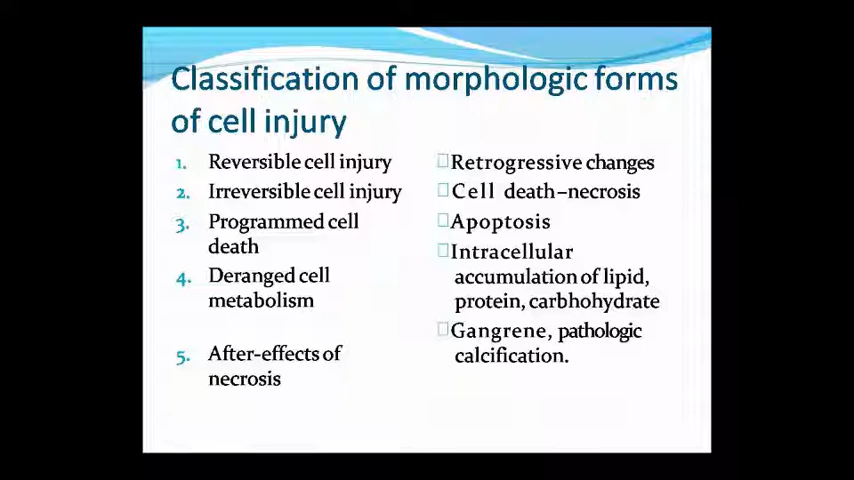 Classification of morphologic forms
of cell injury
1. Reversible cell injury
2. Irreversible cell injury
3. Programmed cell
death
4. Deranged cell
metabolism
5. After-effects of
necrosis
Retrogressive changes
Cell death–necrosis
Apoptosis
Intracellular
accumulation of lipid,
protein, carbhohydrate
Gangrene, pathologic
calcification.